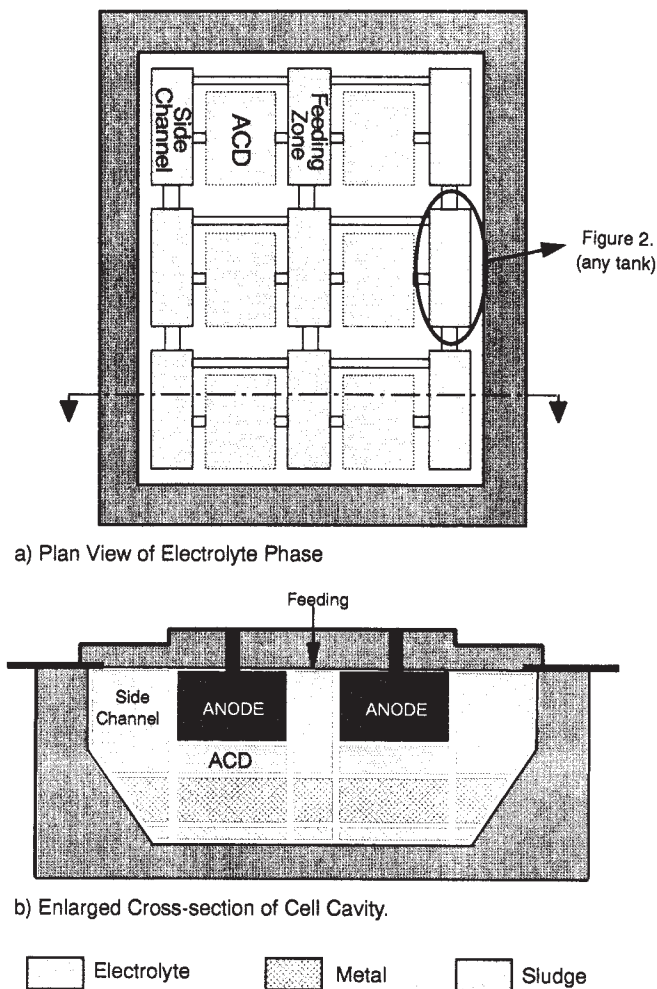 Side
Channel
ACD
Feeding
Zone
Figure 2.
(any tank)
a) Plan View of Electrolyte Phase
Feeding
Side
Channel
ANODE
ANODE
ACD
b) Enlarged Cross-section of Cell Cavity.
Electrolyte
Metal
Sludge